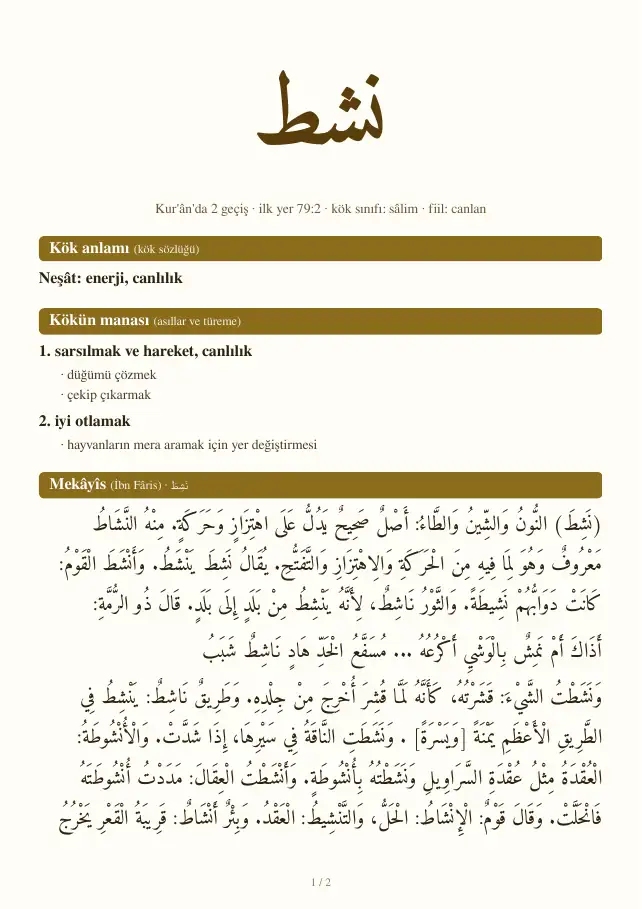 نشط
Kur'ân'da 2 geçiş · ilk yer 79:2 · kök sınıfı: sâlim · fiil: canlan
Kök anlamı (kök sözlüğü)
Neşât: enerji, canlılık
Kökün manası (asıllar ve türeme)
1. sarsılmak ve hareket, canlılık
· düğümü çözmek
· çekip çıkarmak
2. iyi otlamak
· hayvanların mera aramak için yer değiştirmesi
Mekâyîs (İbn Fâris) · نَشِطَ
(نَشِطَ) النُّونُ وَالشِّينُ وَالطَّاءُ: أَصْلٌ صَحِيحٌ يَدُلُّ عَلَى اهْتِزَازٍ وَحَرَكَةٍ. مِنْهُ النَّشَاطُ
مَعْرُوفٌ وَهُوَ لِمَا فِيهِ مِنَ الْحَرَكَةِ وَالِاهْتِزَازِ وَالتَّفَتُّحِ. يُقَالُ نَشِطَ يَنْشَطُ. وَأَنْشَطَ الْقَوْمُ:
كَانَتْ دَوَابُّهُمْ نَشِيطَةً. وَالثَّوْرُ نَاشِطٌ، لِأَنَّهُ يَنْشِطُ مِنْ بَلَدٍ إِلَى بَلَدٍ. قَالَ ذُو الرُّمَّةِ:
أَذَاكَ أَمْ نَمِشٌ بِالْوَشْيِ أَكْرُعُهُ ... مُسَفَّعُ الْخَدِّ هَادٍ نَاشِطٌ شَبَبُ
وَنَشَطْتُ الشَّيْءَ: قَشَرْتُهُ، كَأَنَّهُ لَمَّا قُشِرَ أُخْرِجَ مِنْ جِلْدِهِ. وَطَرِيقٌ نَاشِطٌ: يَنْشِطُ فِي
الطَّرِيقِ الْأَعْظَمِ يَمْنَةً [وَيَسْرَةً] . وَنَشَطَتِ النَّاقَةُ فِي سَيْرِهَا، إِذَا شَدَّتْ. وَالْأُنْشُوطَةُ:
الْعُقْدَةُ مِثْلُ عُقْدَةِ السَّرَاوِيلِ وَنَشَطْتُهُ بِأُنْشُوطَةٍ. وَأَنْشَطْتُ الْعِقَالَ: مَدَدْتُ أُنْشُوطَتَهُ
فَانْحَلَّتْ. وَقَالَ قَوْمٌ: الْإِنْشَاطُ: الْحَلُّ، وَالتَّنْشِيطُ: الْعَقْدُ. وَبِئْرٌ أَنْشَاطٌ: قَرِيبَةُ الْقَعْرِ يَخْرُجُ
1 / 2